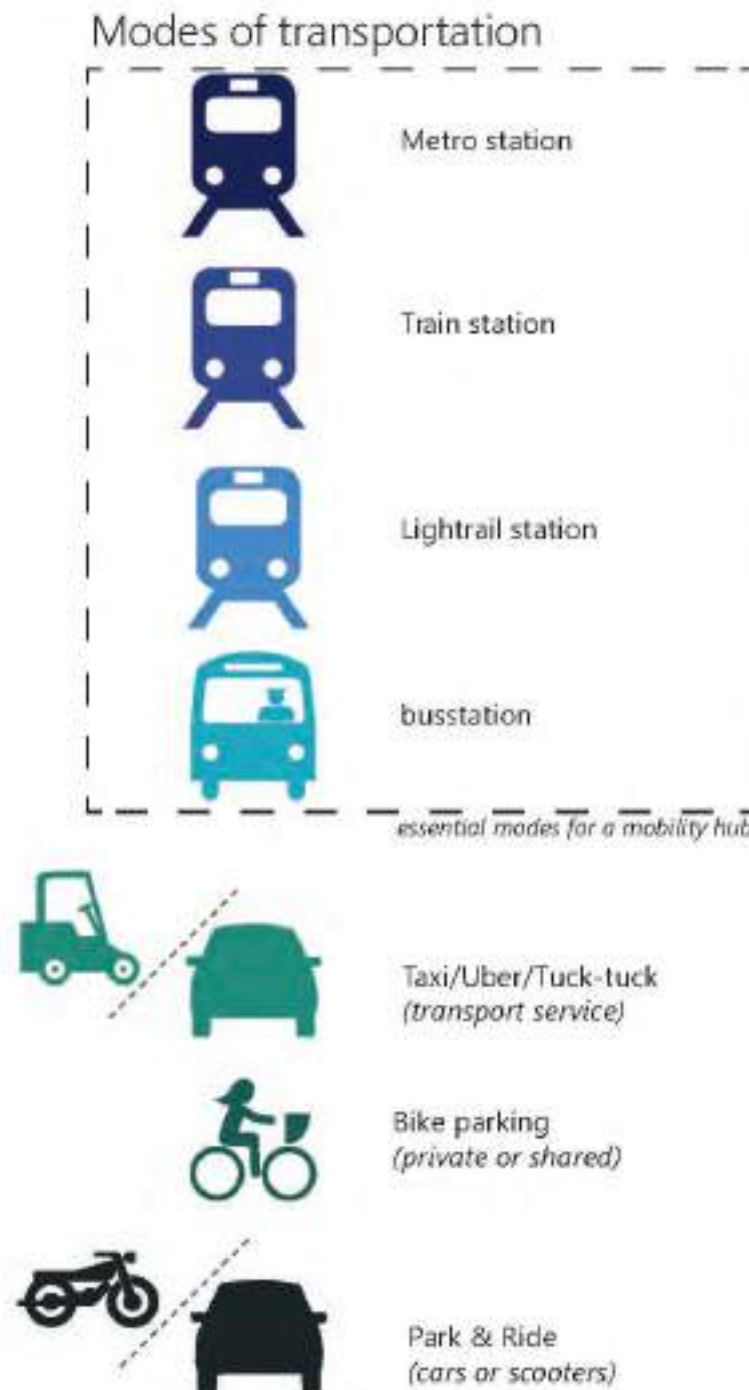 Modes of transportation
Metro station
Train station
Lightrail station
busstation
essential modes for a mobility hub
Taxi/Uber/Tuck-tuck
(transport service)
Bike parking
(private or shared)
Park & Ride
(cars or scooters)